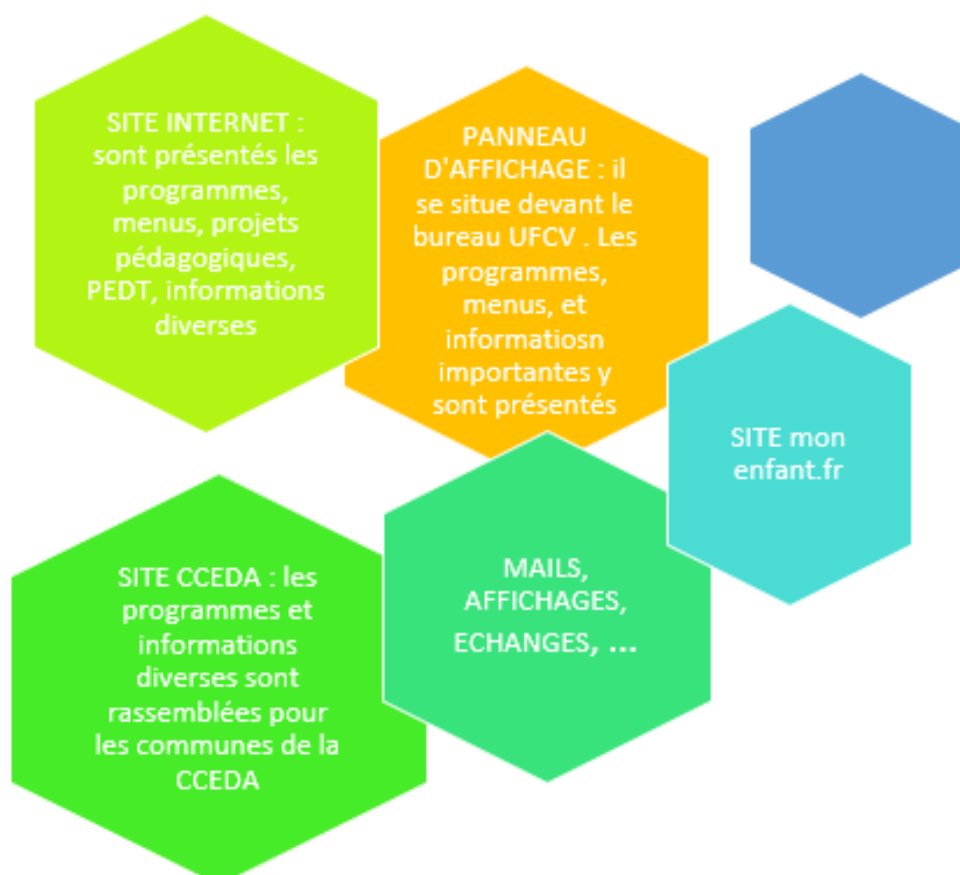 SITE INTERNET :
sont présentés les
programmes,
menus, projets
pédagogiques,
PEDT, informations
diverses
PANNEAU
D'AFFICHAGE : il
se situe devant le
bureau UFCV . Les
programmes,
menus, et
informatiosn
importantes y
sont présentés
SITE mon
enfant.fr
MAILS,
AFFICHAGES,
ECHANGES, ...
SITE CCEDA : les
programmes et
informations
diverses sont
rassemblées pour
les communes de la
CCEDA